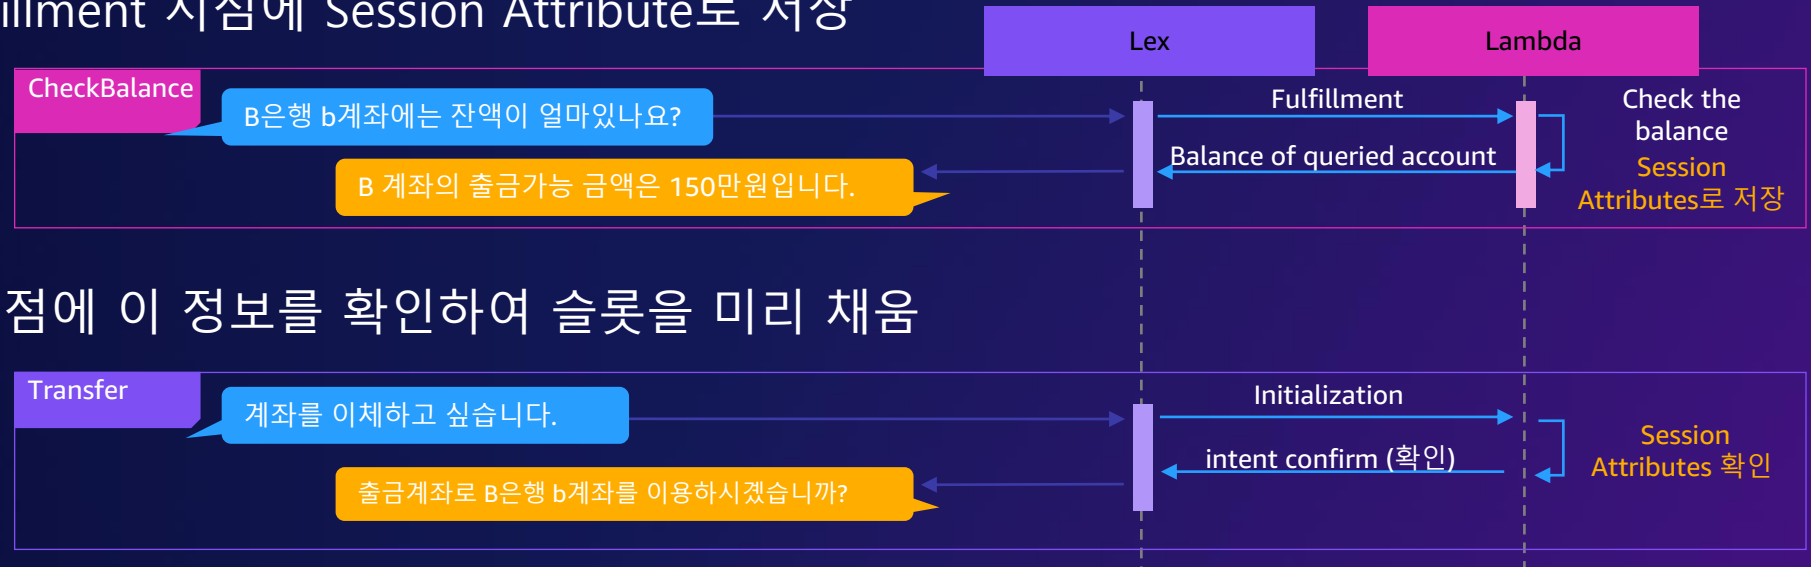 illment 시점에 Session Attribute로 저장
Lex
Lambda
CheckBalance
B은행 b계좌에는 잔액이 얼마있나요?
Fulfillment
Check the
balance
Balance of queried account
B 계좌의 출금가능 금액은 150만원입니다.
Session
Attributes로 저장
점에 이 정보를 확인하여 슬롯을 미리 채움
Transfer
계좌를 이체하고 싶습니다.
Initialization
intent confirm (확인)
Session
Attributes 확인
출금계좌로 B은행 b계좌를 이용하시겠습니까?